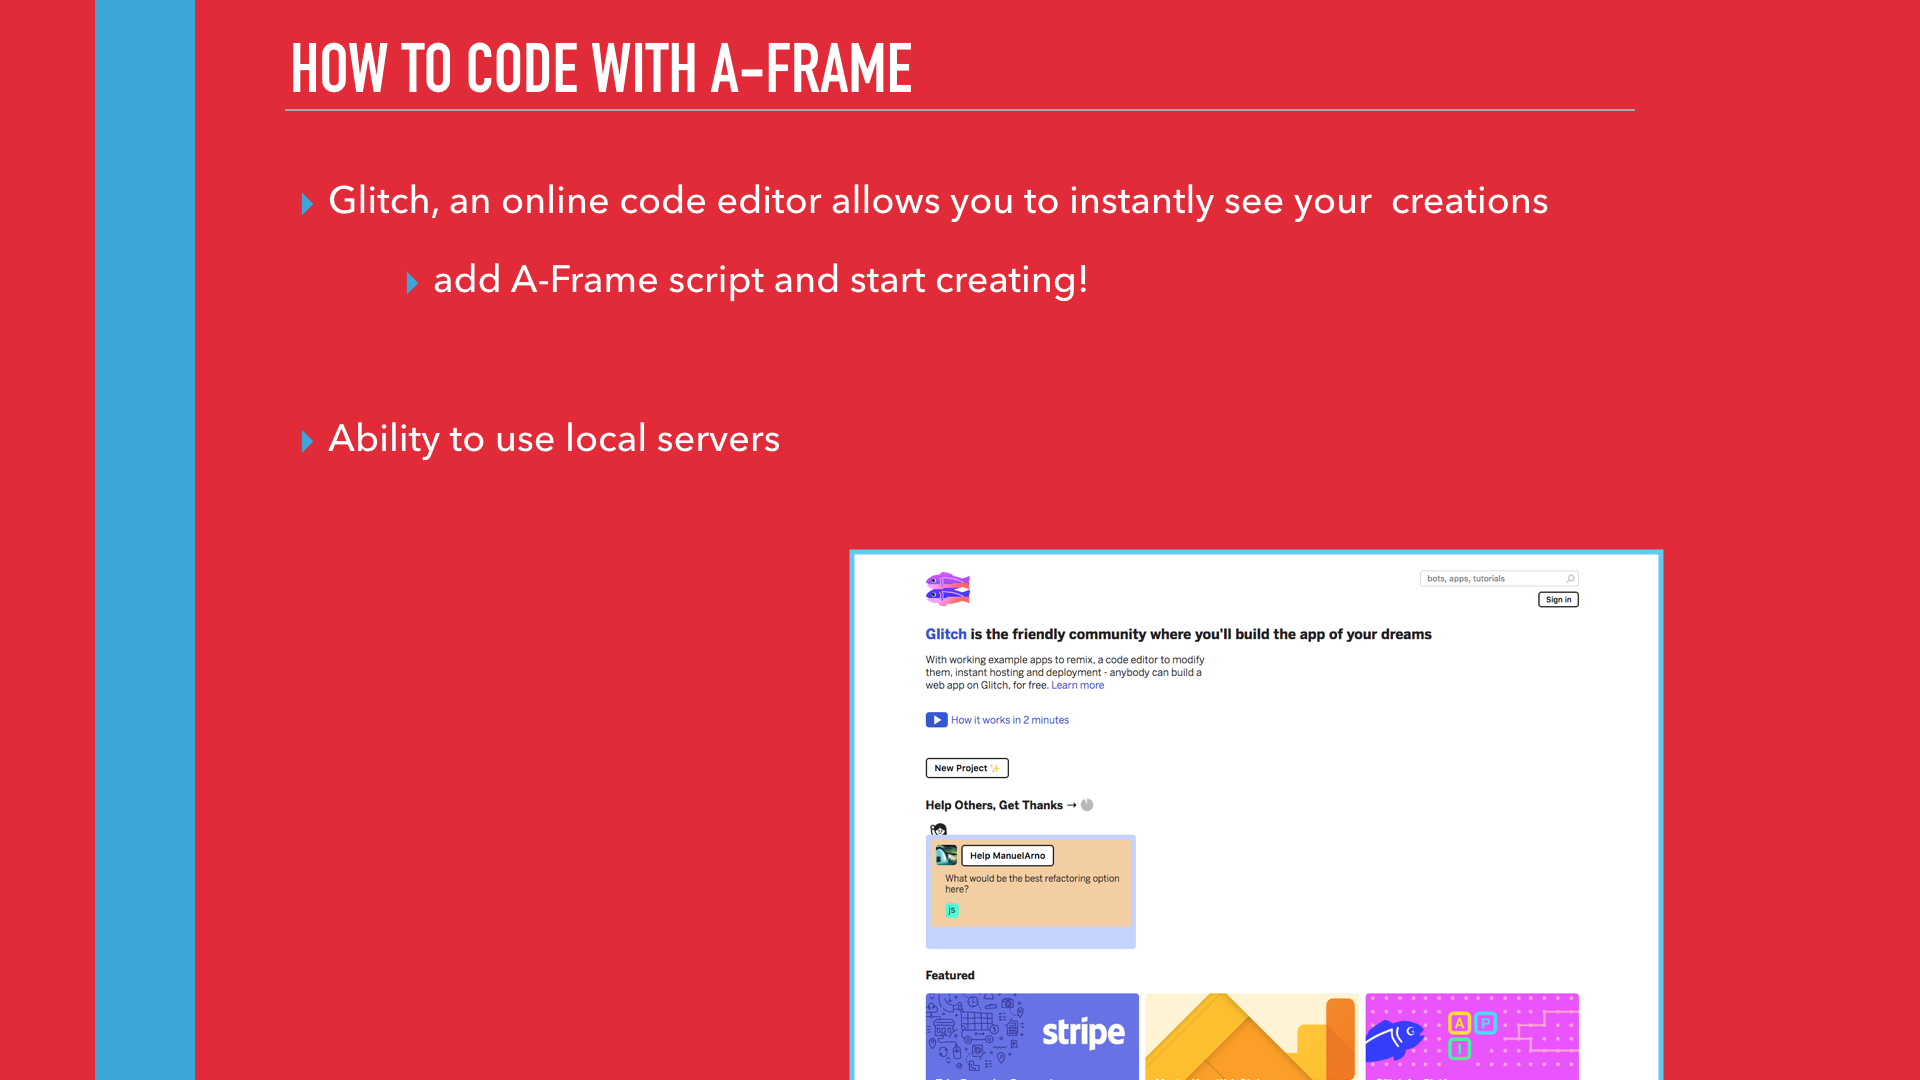 HOW TO CODE WITH A-FRAME
Glitch, an online code editor allows you to instantly see your  creations
add A-Frame script and start creating!
Ability to use local servers
bots, apps, tutorials
Sign in
Glitch is the friendly community where you'll build the app of your dreams
With working example apps to remix, a code editor to modify
them, instant hosting and deployment - anybody can build a
web app on Glitch, for free. Learn more
How it works in 2 minutes
New Project
Help Others, Get Thanks →
Help ManuelArno
What would be the best refactoring option
here?
js
Featured
stripe
A P
I